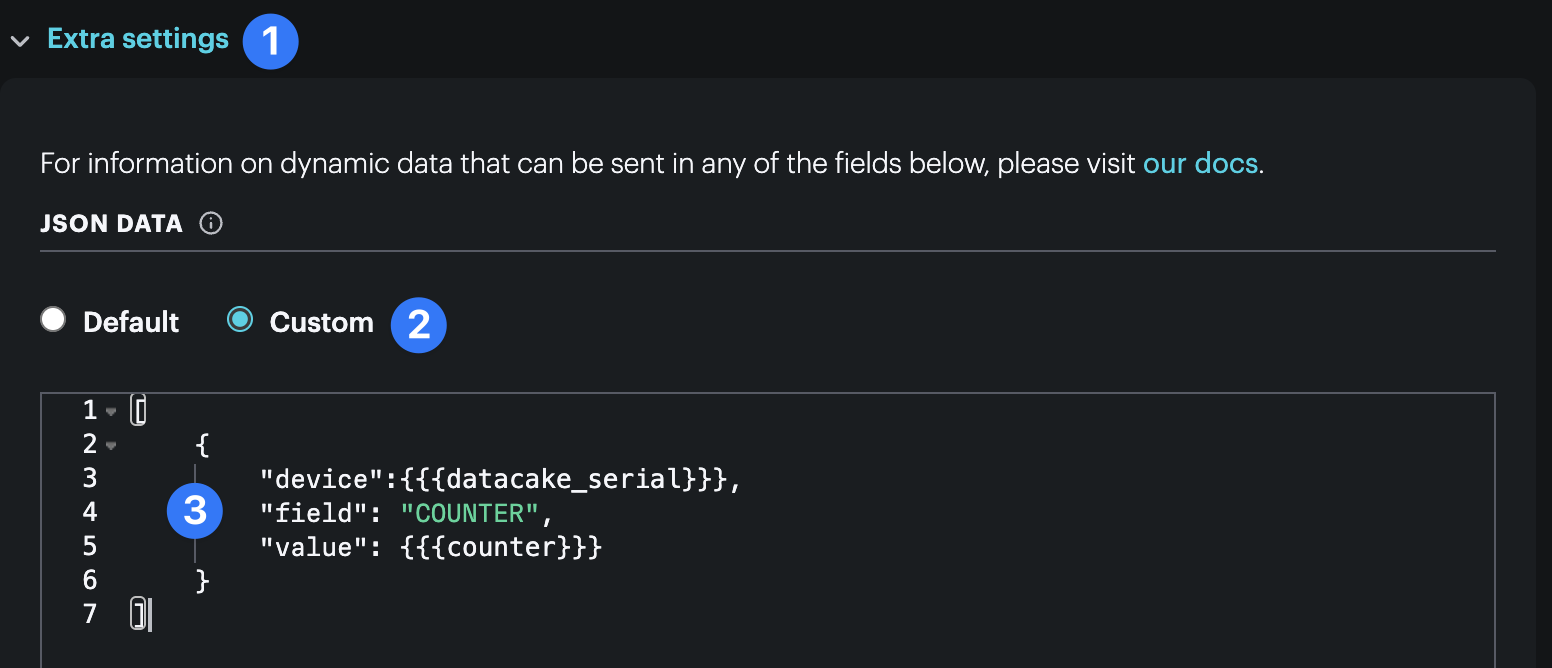 Extra settings 1
For information on dynamic data that can be sent in any of the fields below, please visit our docs.
JSON DATA
Default Custom 2
1 [
2 {
3 "device":{{{datacake_serial}}},
4 3 "field": "COUNTER",
5 "value": {{{counter}}}
6 }
7 ]